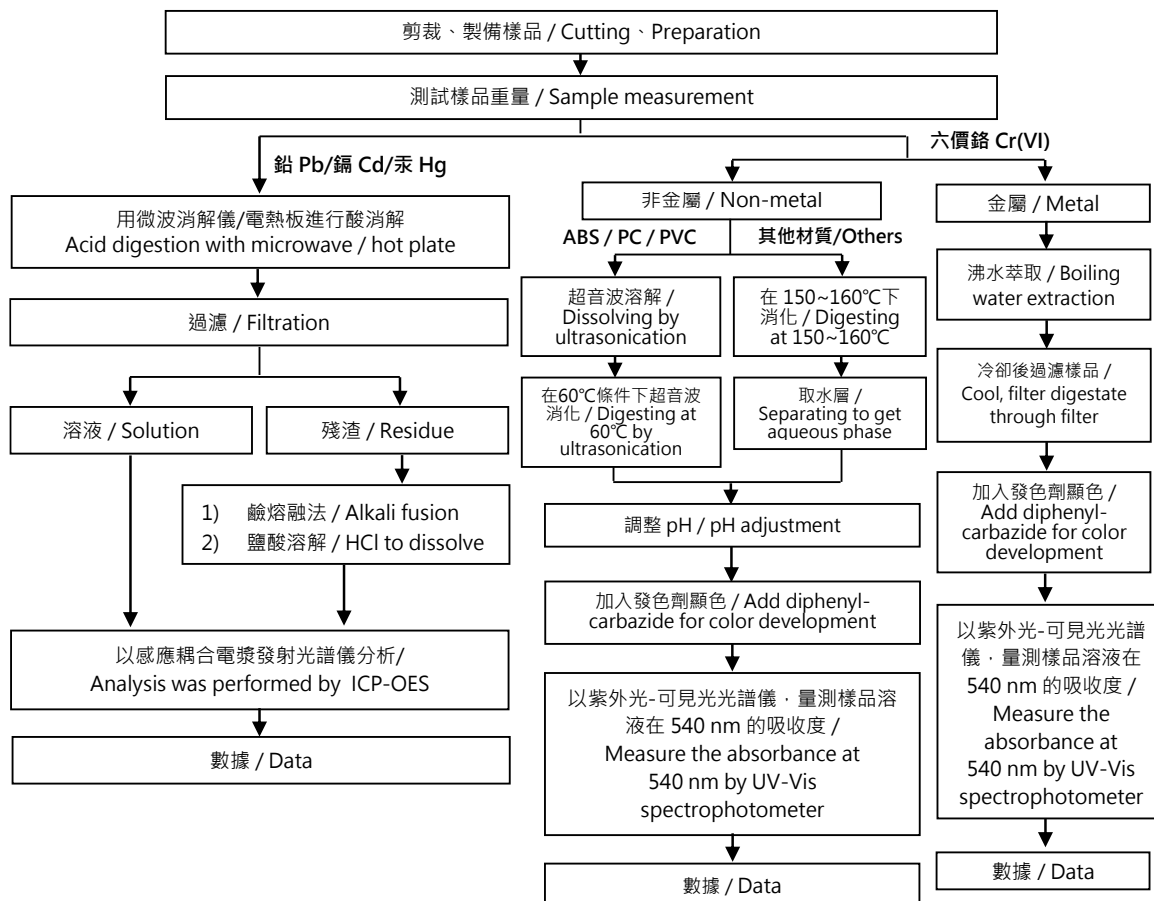 剪裁、製備樣品 / Cutting、Preparation
測試樣品重量 / Sample measurement
鉛 Pb/鎘 Cd/汞 Hg
用微波消解儀/電熱板進行酸消解
Acid digestion with microwave / hot plate
過濾 / Filtration
溶液 / Solution
殘渣 / Residue
1) 鹼熔融法 / Alkali fusion
2) 鹽酸溶解 / HCl to dissolve
以感應耦合電漿發射光譜儀分析/
Analysis was performed by ICP-OES
數據 / Data
六價鉻 Cr(VI)
非金屬 / Non-metal
ABS / PC / PVC
超音波溶解 /
Dissolving by
ultrasonication
在60℃條件下超音波
消化 / Digesting at
60℃ by
ultrasonication
其他材質/Others
在 150~160℃下
消化 / Digesting
at 150~160℃
取水層 /
Separating to get
aqueous phase
調整 pH / pH adjustment
加入發色劑顯色 / Add diphenyl-
carbazide for color development
以紫外光-可見光光譜儀，量測樣品溶
液在 540 nm 的吸收度 /
Measure the absorbance at
540 nm by UV-Vis
spectrophotometer
數據 / Data
金屬 / Metal
沸水萃取 / Boiling
water extraction
冷卻後過濾樣品 /
Cool, filter digestate
through filter
加入發色劑顯色 /
Add diphenyl-
carbazide for color
development
以紫外光-可見光光譜
儀，量測樣品溶液在
540 nm 的吸收度 /
Measure the
absorbance at
540 nm by UV-Vis
spectrophotometer
數據 / Data